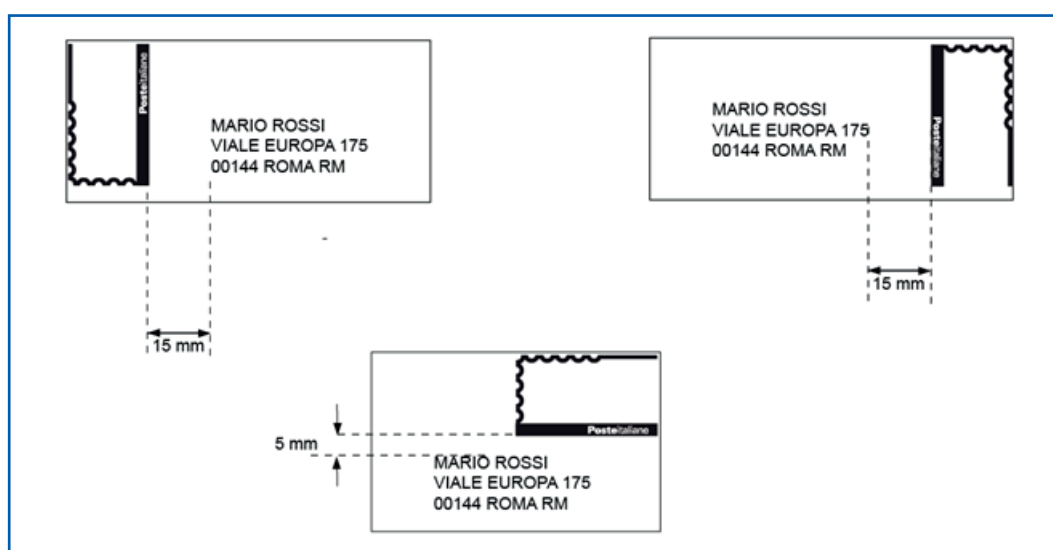 Posteitaliane
MARIO ROSSI
VIALE EUROPA 175
00144 ROMA RM
15 mm
MARIO ROSSI
VIALE EUROPA 175
00144 ROMA RM
Posteitaliane
15 mm
Posteitaliane
5 mm
MARIO ROSSI
VIALE EUROPA 175
00144 ROMA RM